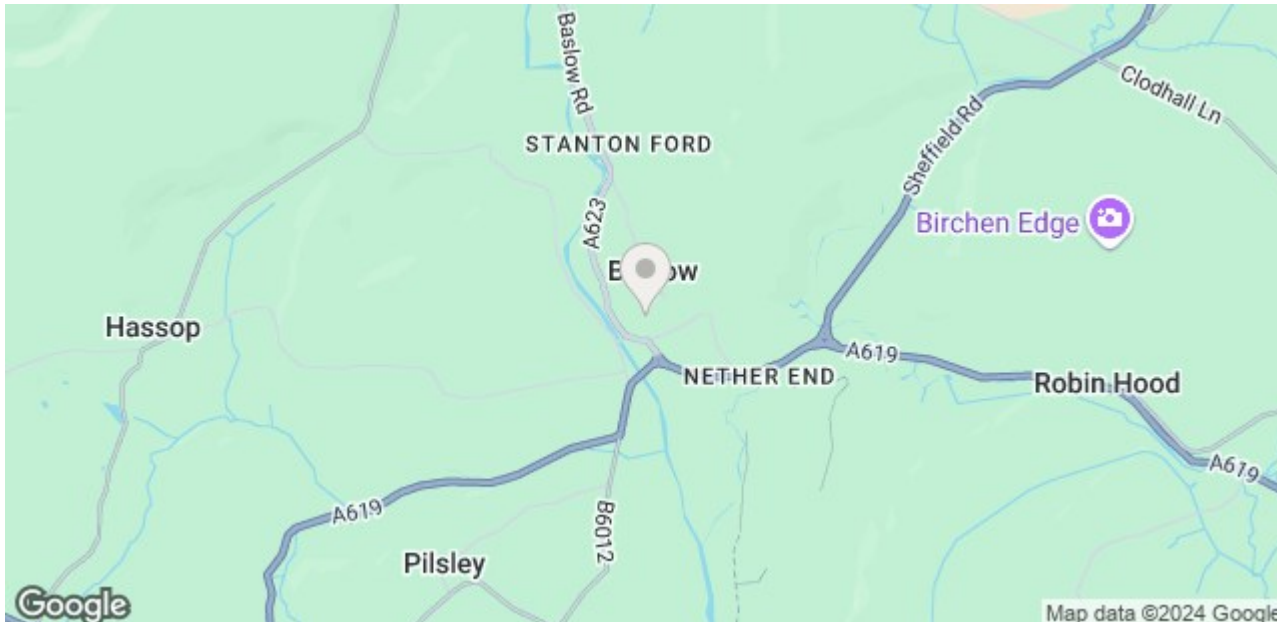 Baslow Rd
Clodhall Ln
STANTON FORD
Sheffield Rd
A623
Birchen Edge
Hassop
A619
NETHER END
Robin Hood
A619
A619
B6012
Pilsley
Google
Map data ©2024 Google